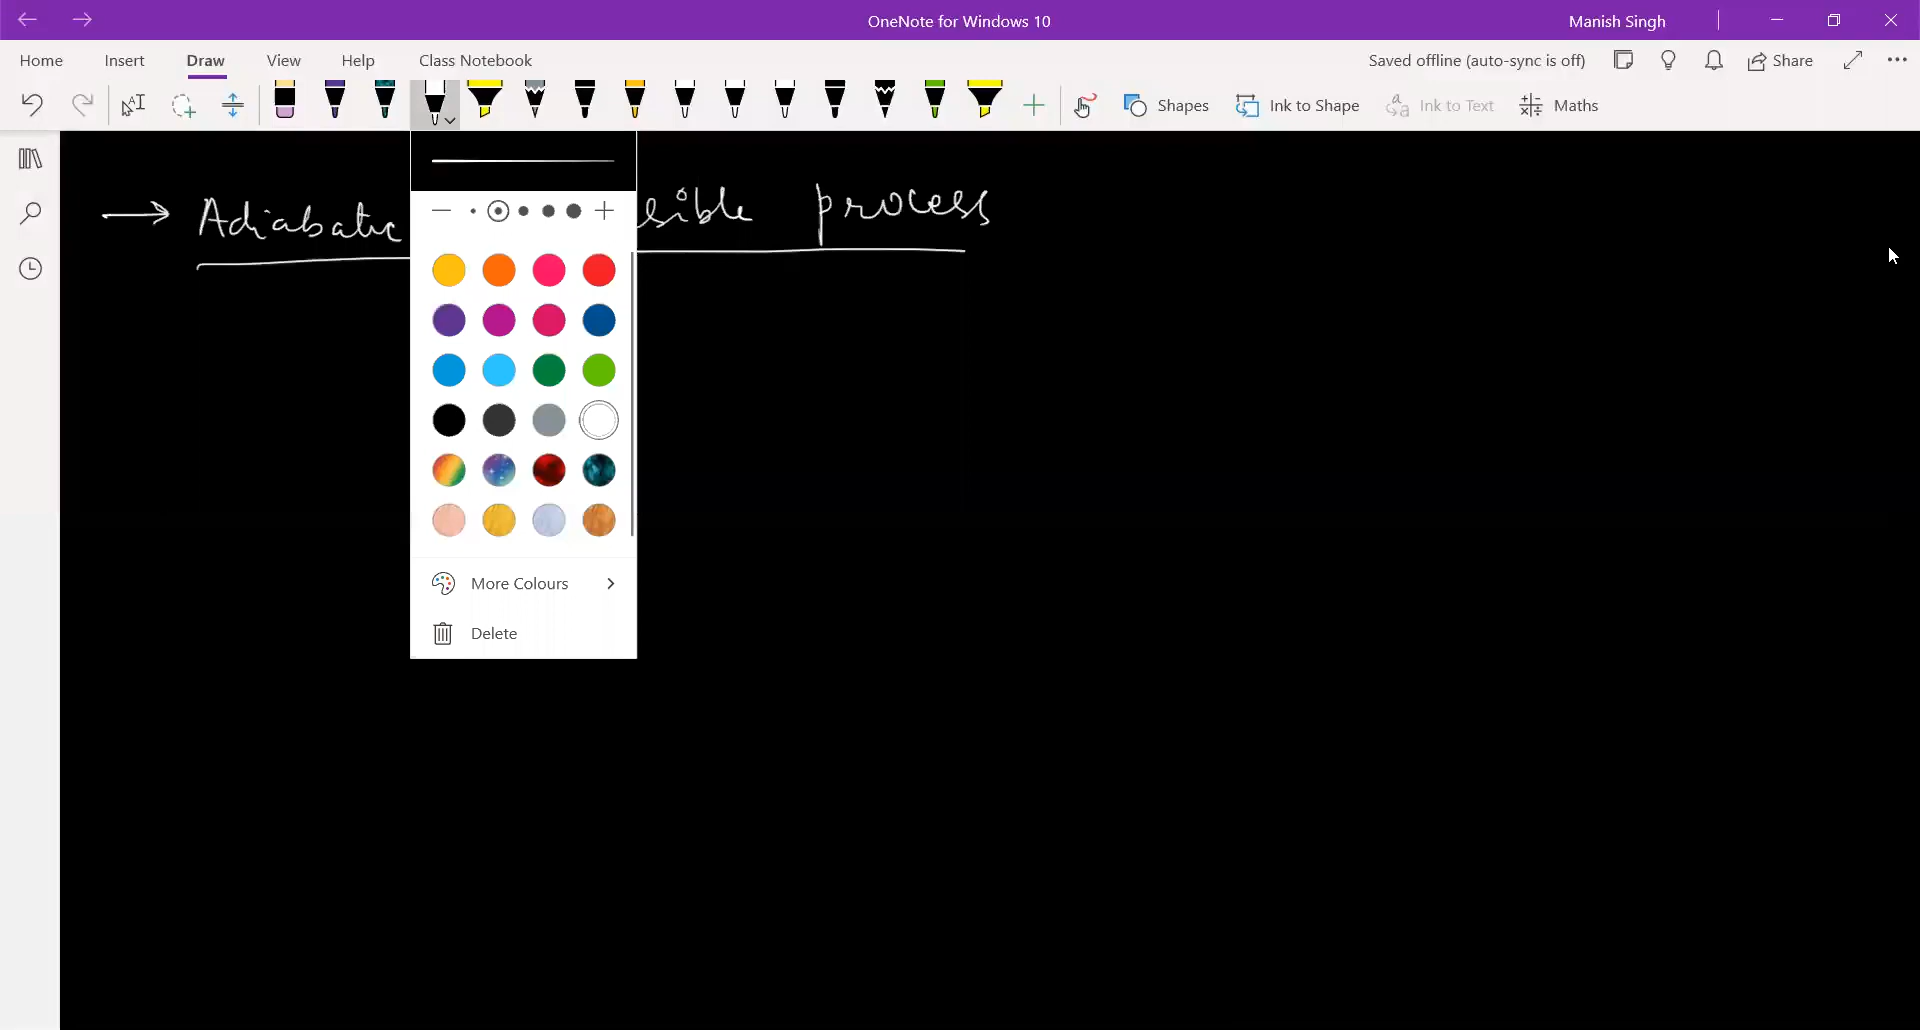 OneNote for Windows 10
Manish Singh
Home Insert Draw View Help Class Notebook
Saved offline (auto-sync is off) Share
Shapes Ink to Shape Ink to Text Maths
→ Adiabatic sible process
More Colours
Delete